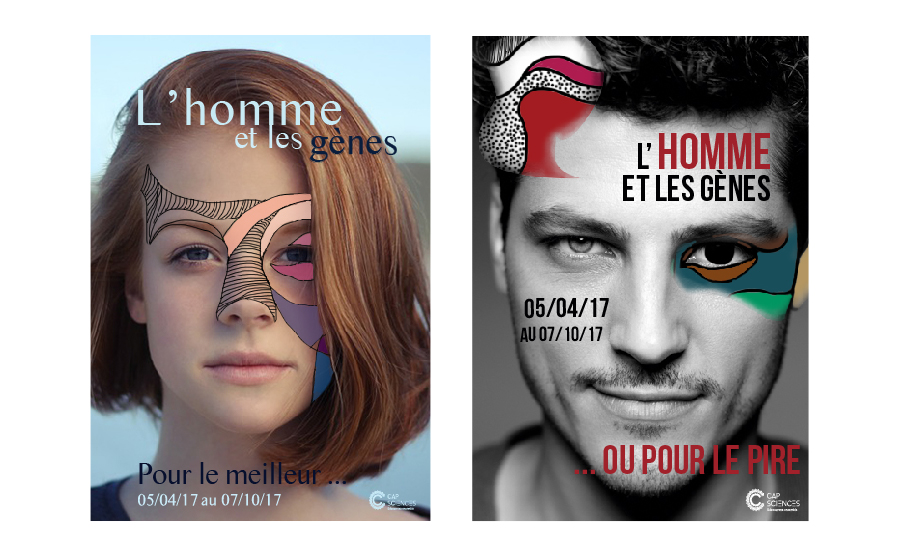 L'homme
et les gènes
Pour le meilleur ...
05/04/17 au 07/10/17
CAP
SCIENCES
L' HOMME
ET LES GÈNES
05/04/17
AU 07/10/17
... OU POUR LE PIRE
CAP
SCIENCES